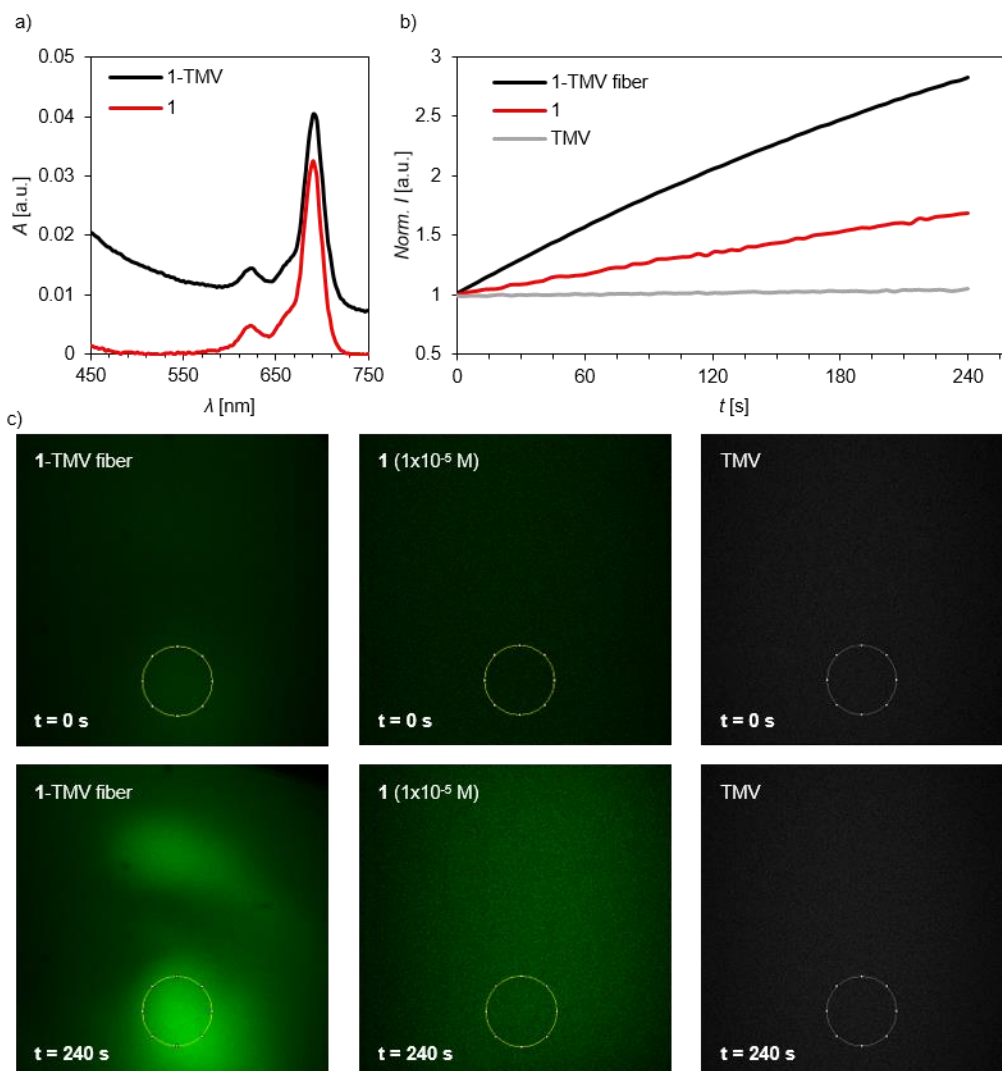 a)
0.05
0.04
0.03
0.02
0.01
0
A [a.u.]
1-TMV
1
450
550
650
750
λ [nm]
b)
3
2.5
2
1.5
1
0.5
Norm. I [a.u.]
1-TMV fiber
1
TMV
0
60
120
180
240
t [s]
c)
1-TMV fiber
t = 0 s
1 (1x10⁻⁵ M)
t = 0 s
TMV
t = 0 s
1-TMV fiber
t = 240 s
1 (1x10⁻⁵ M)
t = 240 s
TMV
t = 240 s